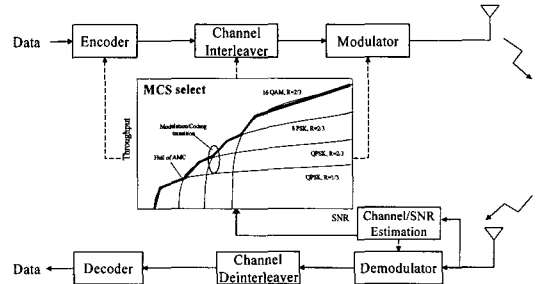 Data
Encoder
Channel
Interleaver
Modulator
MCS select
16 QAM, R=2/3
8 PSK, R=2/3
Modulation/Coding
transition
QPSK, R=2/3
Hull of AMC
QPSK, R=1/3
Throughput
SNR
Channel/SNR
Estimation
Data
Decoder
Channel
Deinterleaver
Demodulator